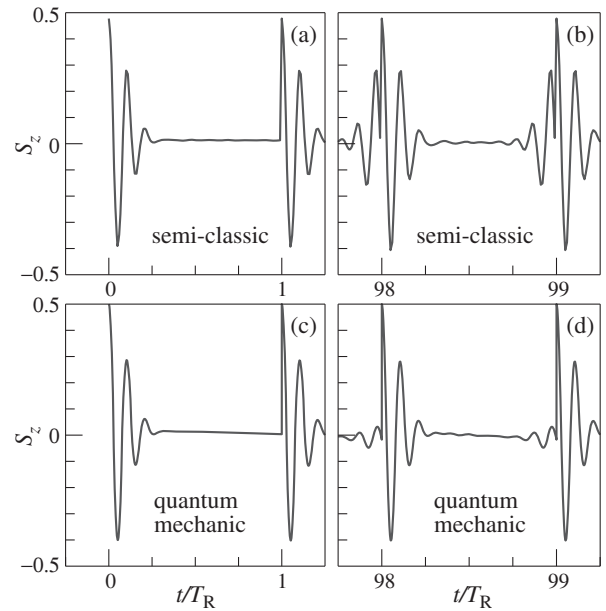 0.5
(a)
(b)
S_z
0
semi-classic
semi-classic
−0.5
0
1
98
99
0.5
(c)
(d)
S_z
0
quantum
mechanic
quantum
mechanic
−0.5
0
1
98
99
t/T_R
t/T_R